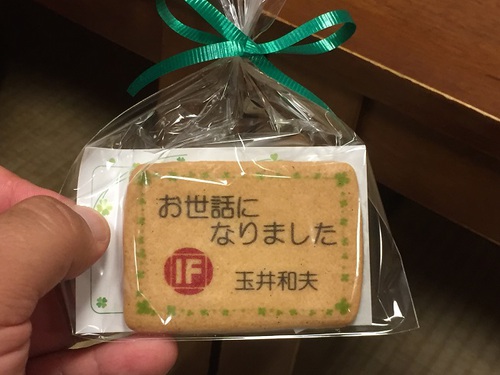 お世話に
なりました
IF
玉井和夫